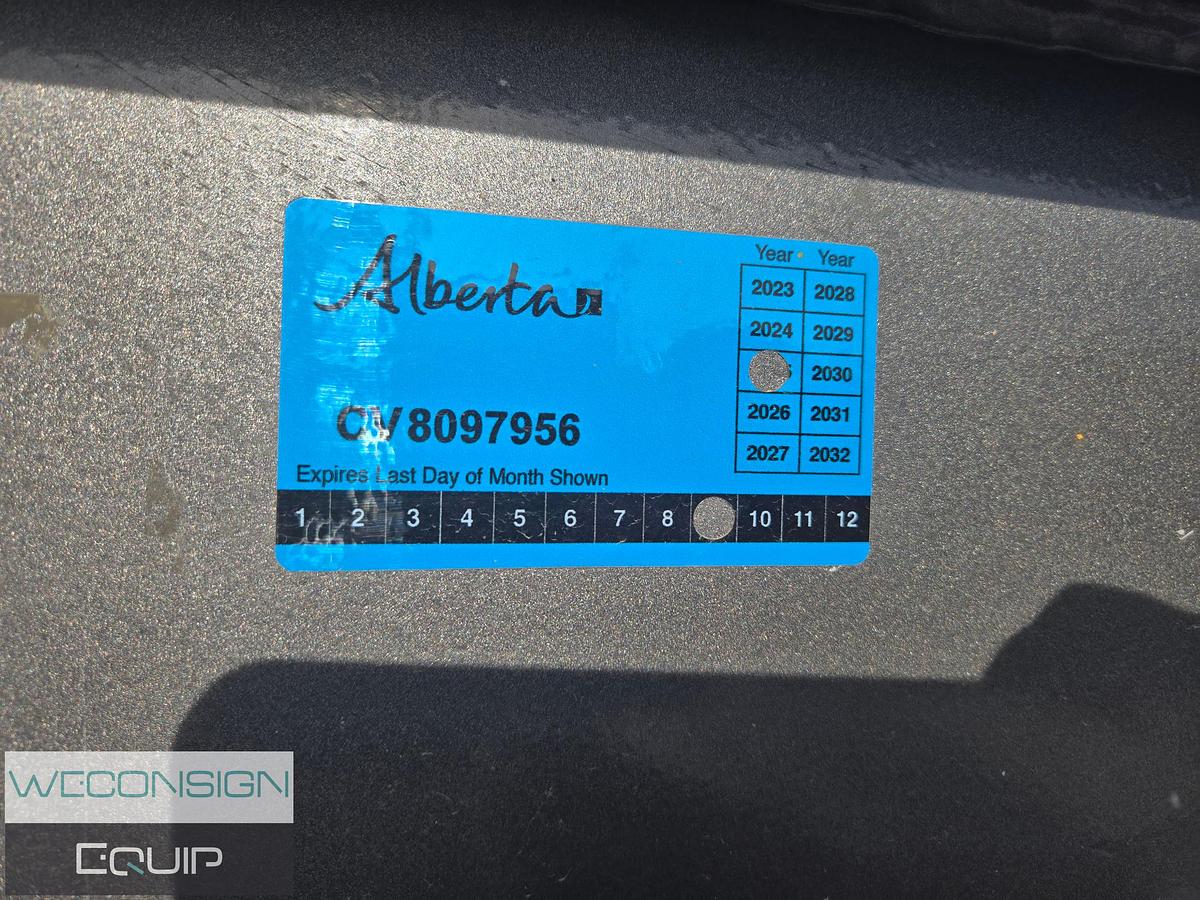 Alberta
Year Year
2023 2028
2024 2029
2030
2026 2031
2027 2032
CV8097956
Expires Last Day of Month Shown
1 2 3 4 5 6 7 8 10 11 12
WECONSIGN
EQUIP